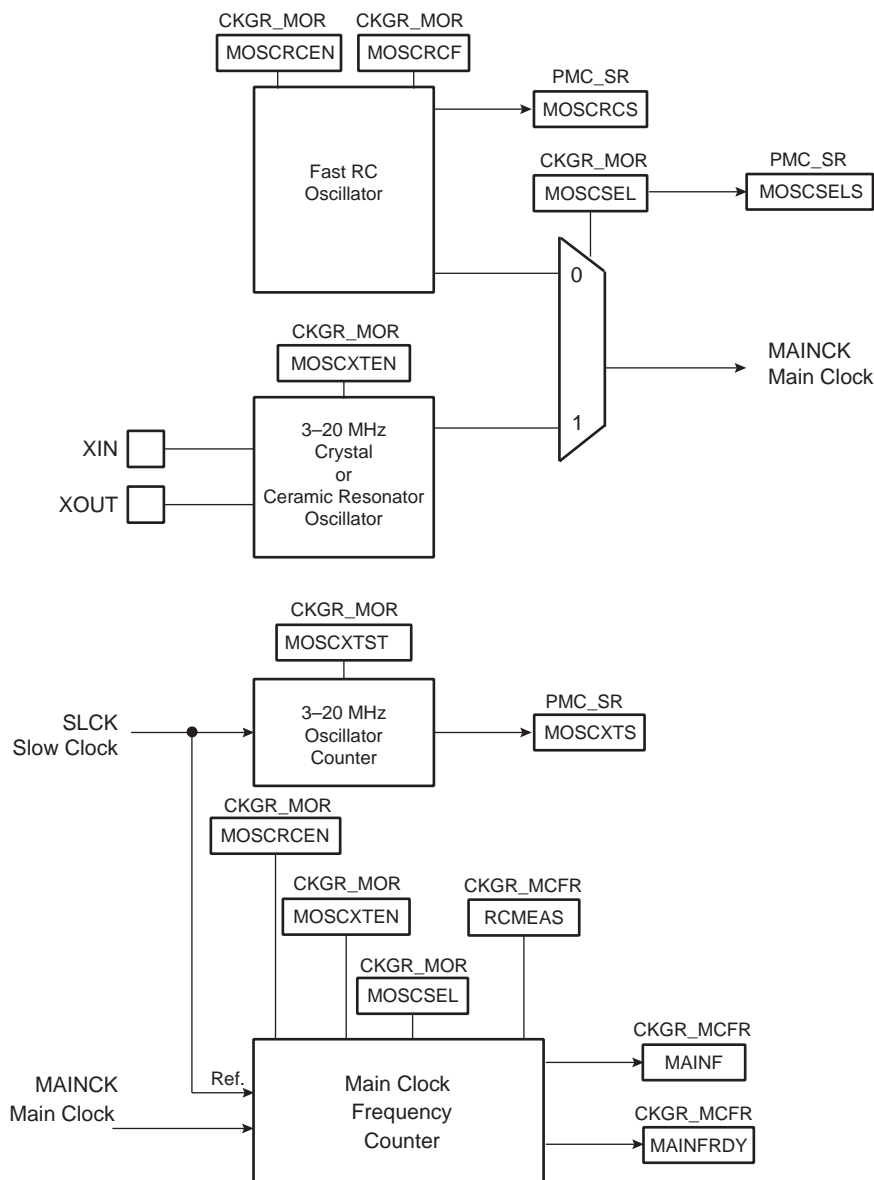 CKGR_MOR
MOSCRCEN
CKGR_MOR
MOSCRCF
PMC_SR
MOSCRCS
Fast RC
Oscillator
CKGR_MOR
MOSCSEL
PMC_SR
MOSCSELS
0
1
MAINCK
Main Clock
CKGR_MOR
MOSCXTEN
XIN
XOUT
3–20 MHz
Crystal
or
Ceramic Resonator
Oscillator
CKGR_MOR
MOSCXTST
SLCK
Slow Clock
3–20 MHz
Oscillator
Counter
PMC_SR
MOSCXTS
CKGR_MOR
MOSCRCEN
CKGR_MOR
MOSCXTEN
CKGR_MCFR
RCMEAS
CKGR_MOR
MOSCSEL
MAINCK
Main Clock
Ref.
Main Clock
Frequency
Counter
CKGR_MCFR
MAINF
CKGR_MCFR
MAINFRDY